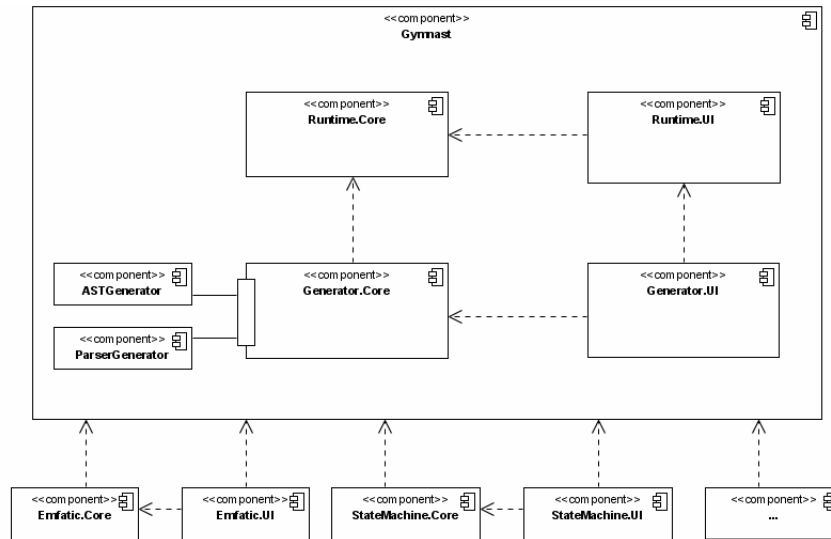 <<component>>
Gymnast
<<component>>
Runtime.Core
<<component>>
Runtime.UI
<<component>>
ASTGenerator
<<component>>
Generator.Core
<<component>>
Generator.UI
<<component>>
ParserGenerator
<<component>>
Emfatic.Core
<<component>>
Emfatic.UI
<<component>>
StateMachine.Core
<<component>>
StateMachine.UI
<<component>>
...